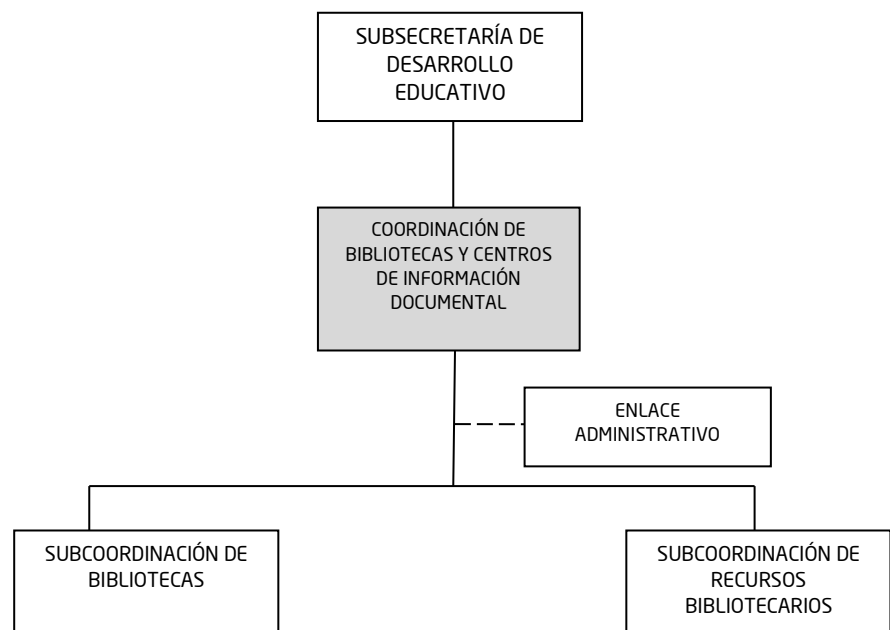 SUBSECRETARÍA DE
DESARROLLO
EDUCATIVO
COORDINACIÓN DE
BIBLIOTECAS Y CENTROS
DE INFORMACIÓN
DOCUMENTAL
ENLACE
ADMINISTRATIVO
SUBCOORDINACIÓN DE
BIBLIOTECAS
SUBCOORDINACIÓN DE
RECURSOS
BIBLIOTECARIOS